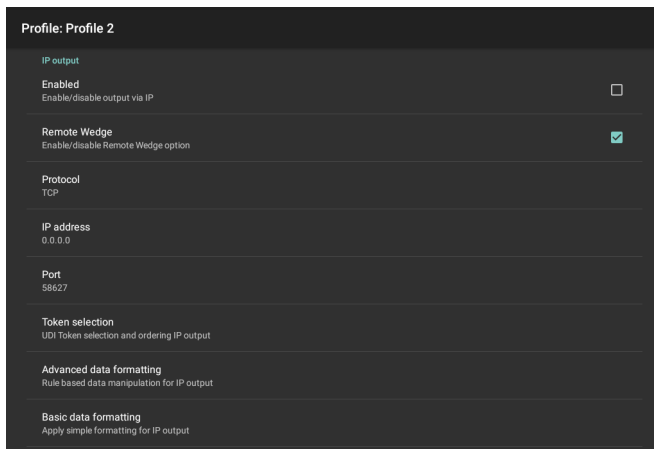 Profile: Profile 2
IP output
Enabled
Enable/disable output via IP
Remote Wedge
Enable/disable Remote Wedge option
Protocol
TCP
IP address
0.0.0.0
Port
58627
Token selection
UDI Token selection and ordering IP output
Advanced data formatting
Rule based data manipulation for IP output
Basic data formatting
Apply simple formatting for IP output